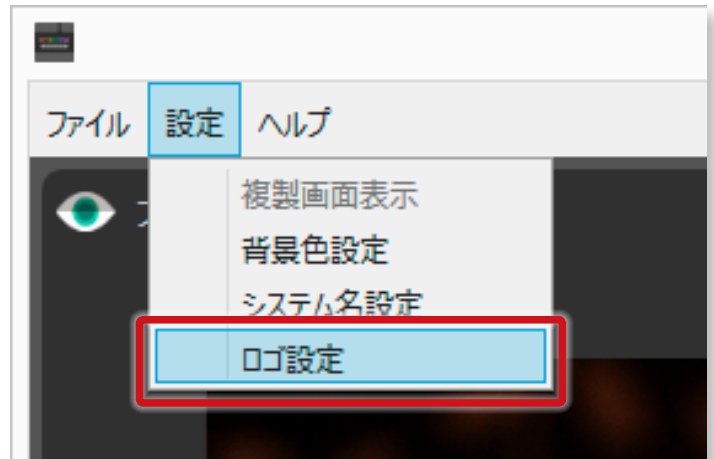 ファイル 設定 ヘルプ
複製画面表示
背景色設定
システム名設定
ロゴ設定